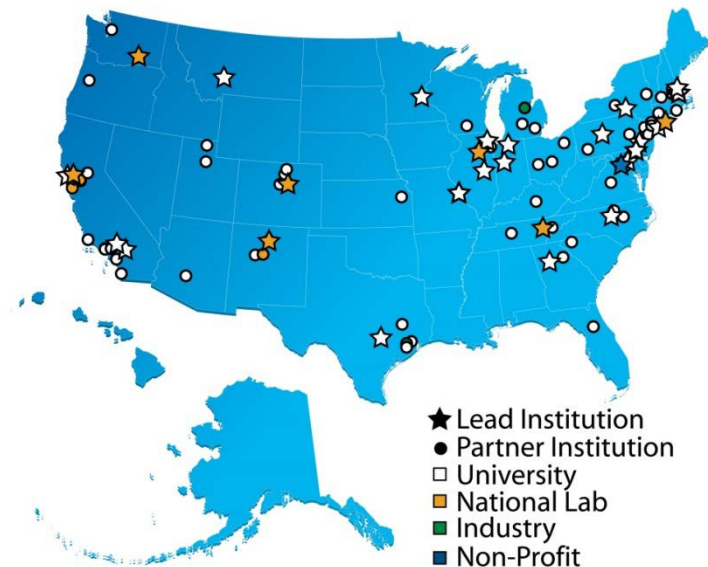 Lead Institution
Partner Institution
University
National Lab
Industry
Non-Profit